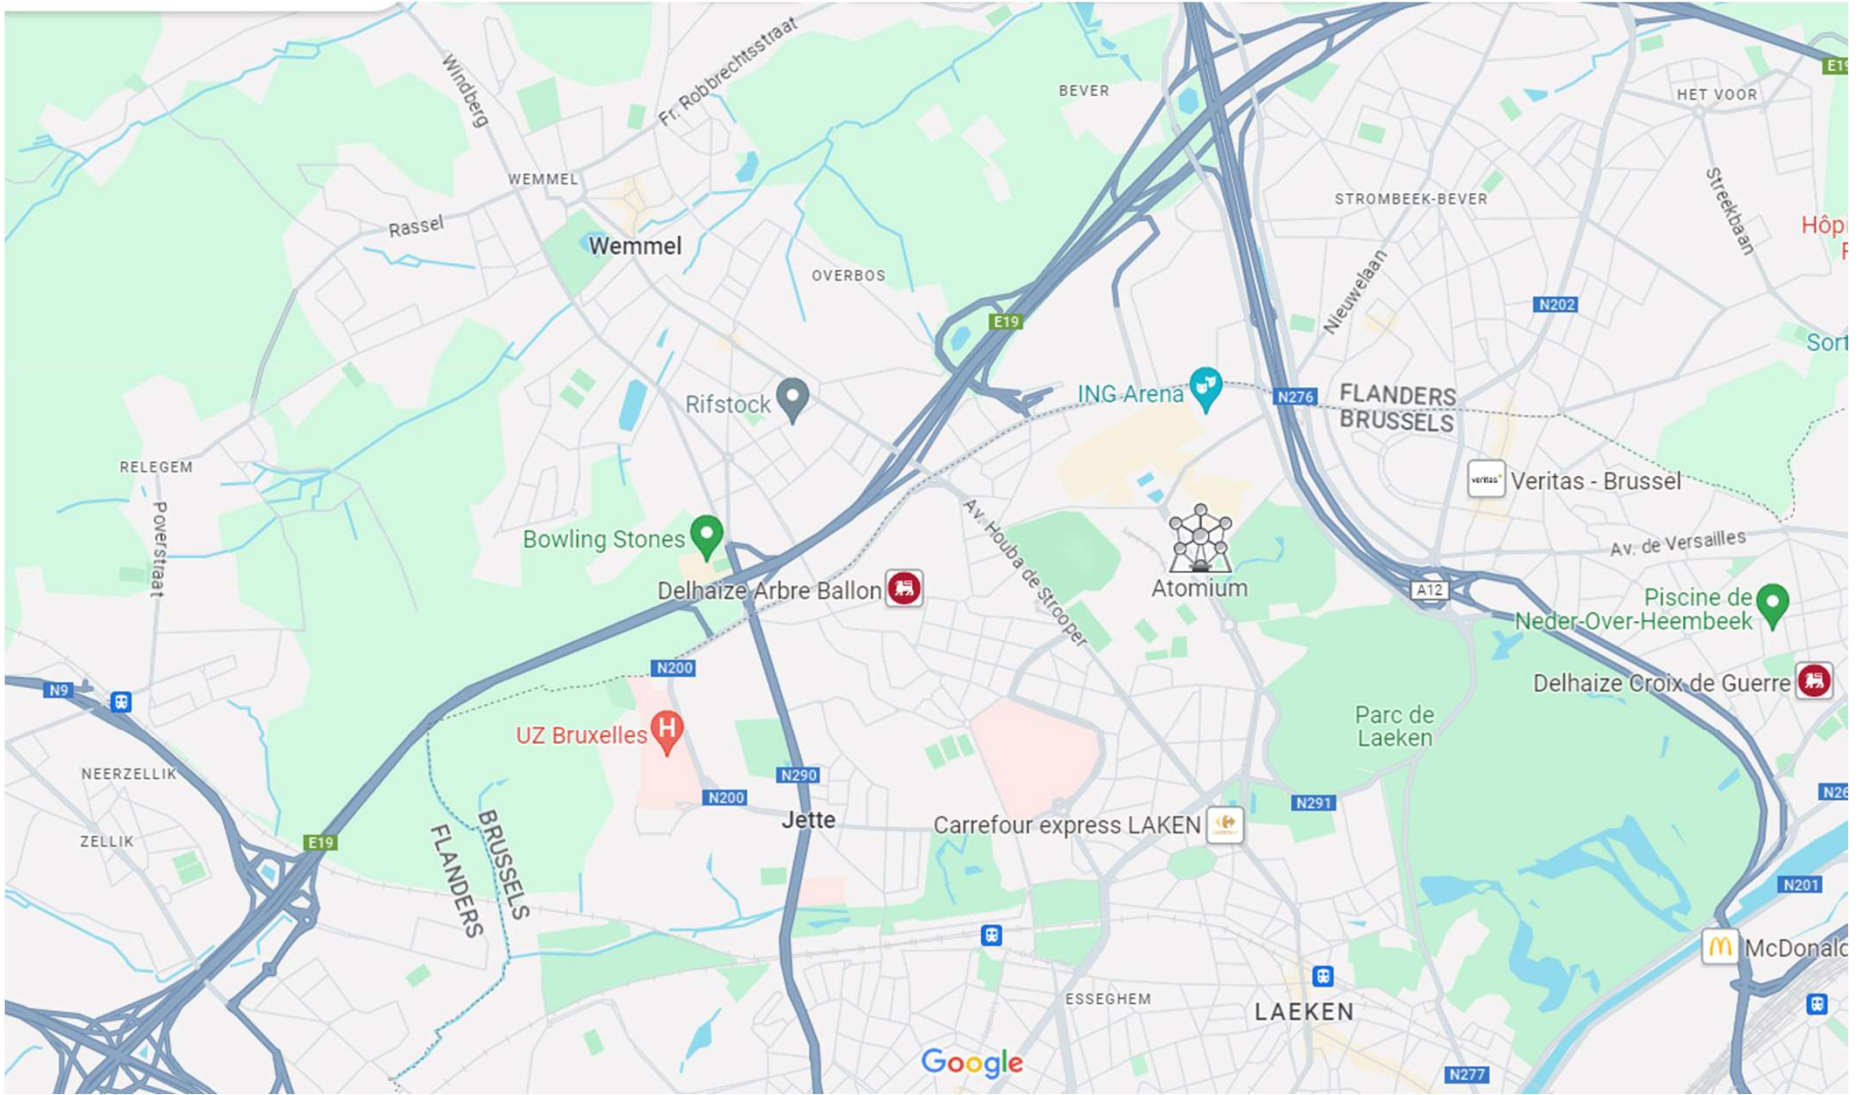 Windberg
Fr. Robbrechtsstraat
BEVER
E19
HET VOOR
WEMMEL
STROMBEEK-BEVER
Streekbaan
Rassel
Wemmel
OVERBOS
Nieuwelaan
N202
E19
Rifstock
ING Arena
N276
FLANDERS
BRUSSELS
RELEGEM
Veritas - Brussel
veritas
Poverstraat
Av. Houba de Strooper
Bowling Stones
Av. de Versailles
Delhaize Arbre Ballon
Atomium
A12
Piscine de
Neder-Over-Heembeek
N200
N9
Delhaize Croix de Guerre
UZ Bruxelles
H
Parc de
Laeken
NEERZELLIK
N290
N200
N291
Jette
Carrefour express LAKEN
ZELLIK
E19
BRUSSELS
FLANDERS
N201
McDonald
ESSEGHEM
LAEKEN
Google
N277